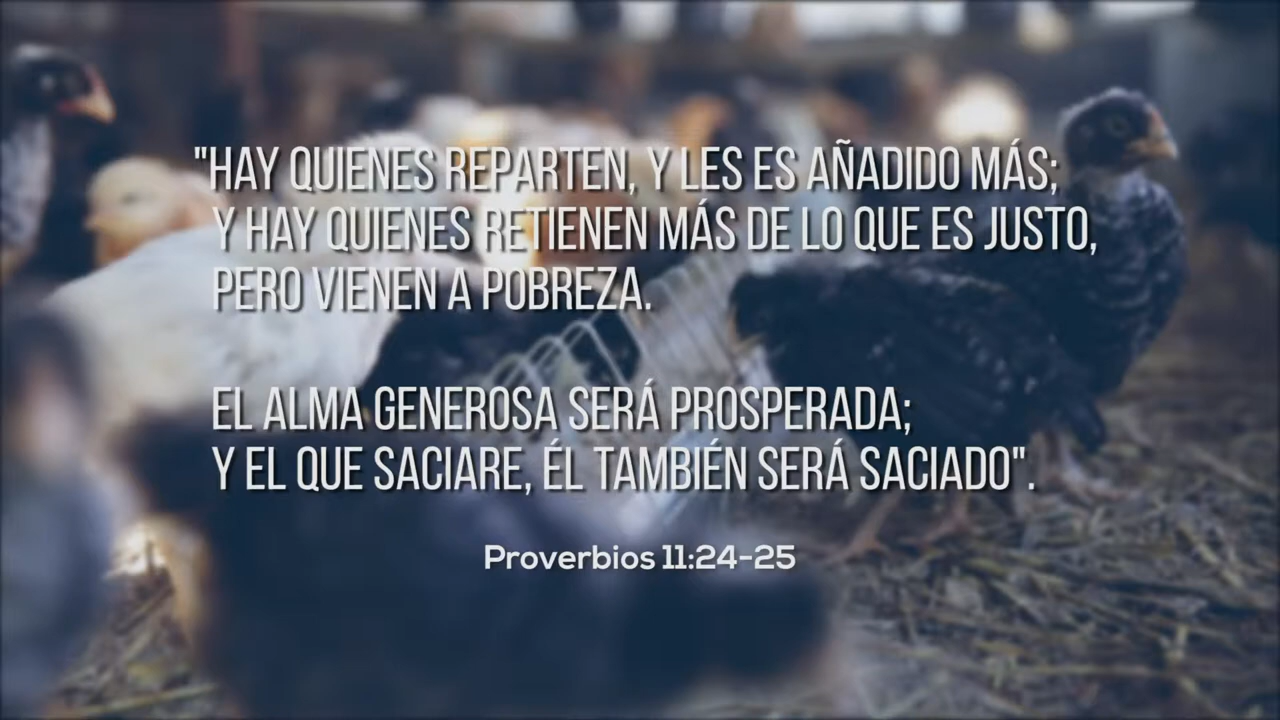 "HAY QUIENES REPARTEN, Y LES ES AÑADIDO MÁS;
Y HAY QUIENES RETIENEN MÁS DE LO QUE ES JUSTO,
PERO VIENEN A POBREZA.
EL ALMA GENEROSA SERÁ PROSPERADA;
Y EL QUE SACIARE, ÉL TAMBIÉN SERÁ SACIADO".
Proverbios 11:24-25